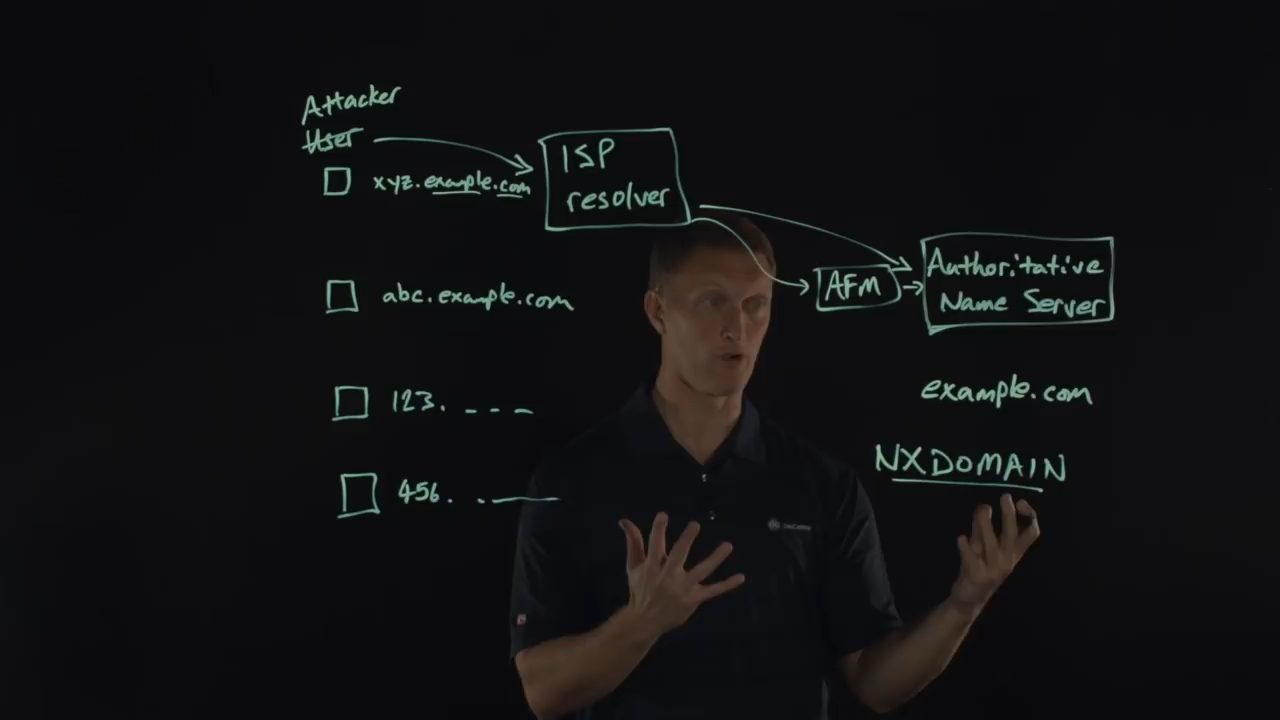 Attacker
User
xyz.example.com
ISP
resolver
abc.example.com
123. _ _ _
456. .
AFM
Authoritative
Name Server
example.com
NXDOMAIN